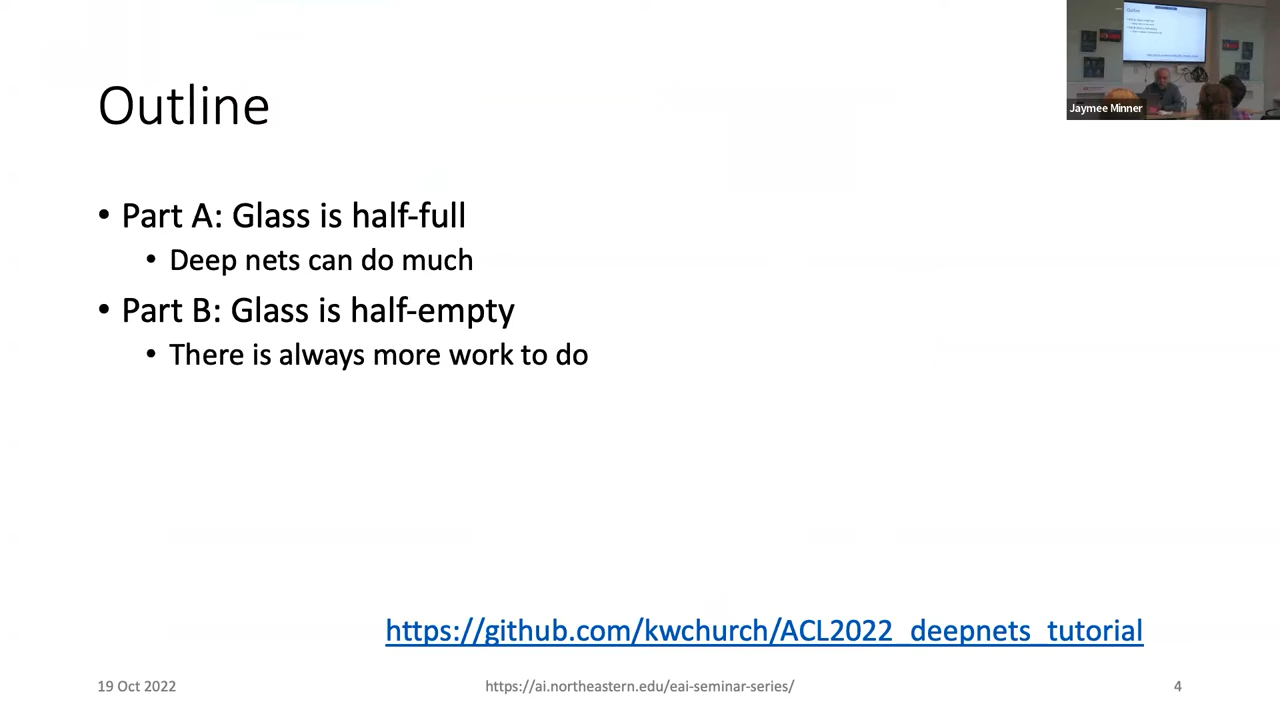 Outline
• Part A: Glass is half-full
• Deep nets can do much
• Part B: Glass is half-empty
• There is always more work to do
https://github.com/kwchurch/ACL2022_deepnets_tutorial
19 Oct 2022
https://ai.northeastern.edu/eai-seminar-series/
4
Outline
Jaymee Minner